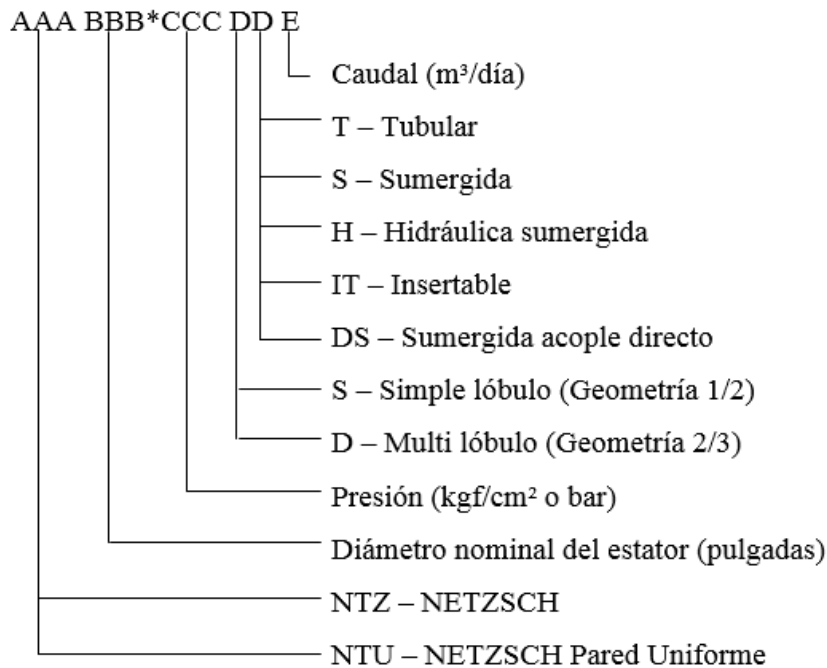 AAA BBB*CCC DD E
Caudal (m³/día)
T – Tubular
S – Sumergida
H – Hidráulica sumergida
IT – Insertable
DS – Sumergida acople directo
S – Simple lóbulo (Geometría 1/2)
D – Multi lóbulo (Geometría 2/3)
Presión (kgf/cm² o bar)
Diámetro nominal del estator (pulgadas)
NTZ – NETZSCH
NTU – NETZSCH Pared Uniforme